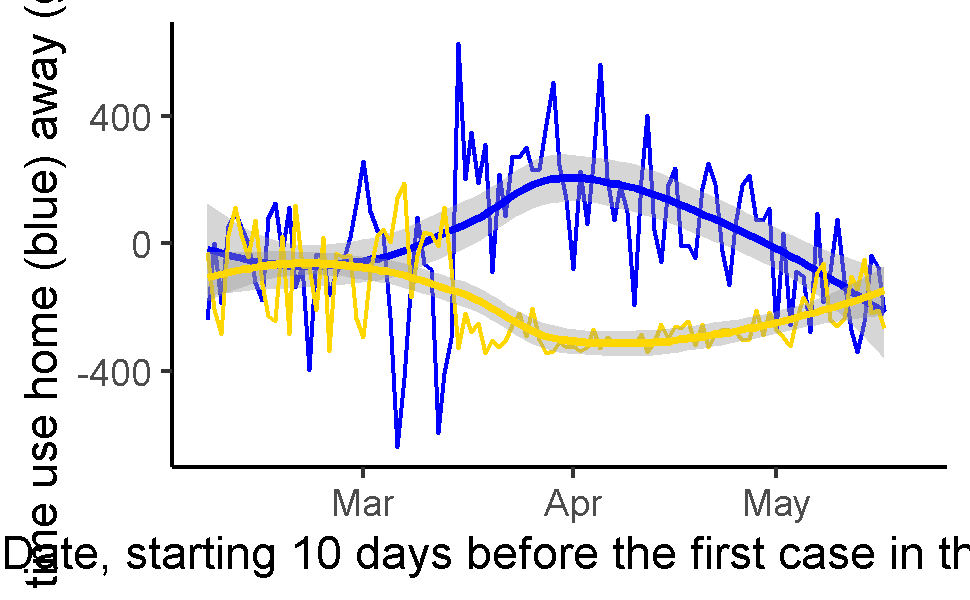 time use home (blue) away (
400
0
-400
Mar Apr May
Date, starting 10 days before the first case in th